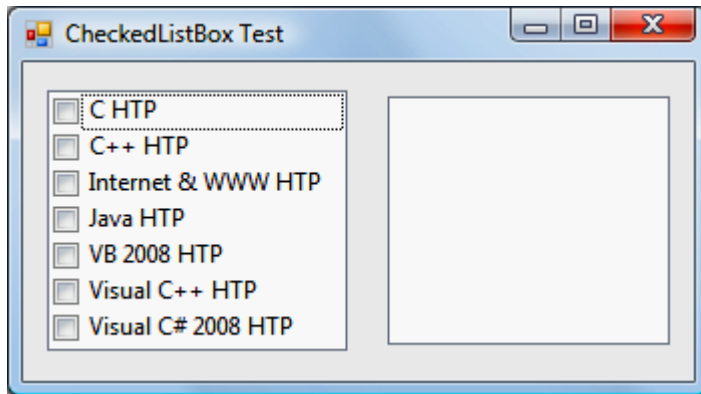 CheckedListBox Test
C HTP
C++ HTP
Internet & WWW HTP
Java HTP
VB 2008 HTP
Visual C++ HTP
Visual C# 2008 HTP